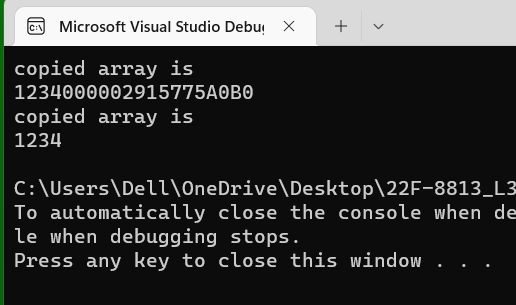 Microsoft Visual Studio Debu
copied array is
1234000002915775A0B0
copied array is
1234
C:\Users\Dell\OneDrive\Desktop\22F-8813_L3
To automatically close the console when de
le when debugging stops.
Press any key to close this window . . .